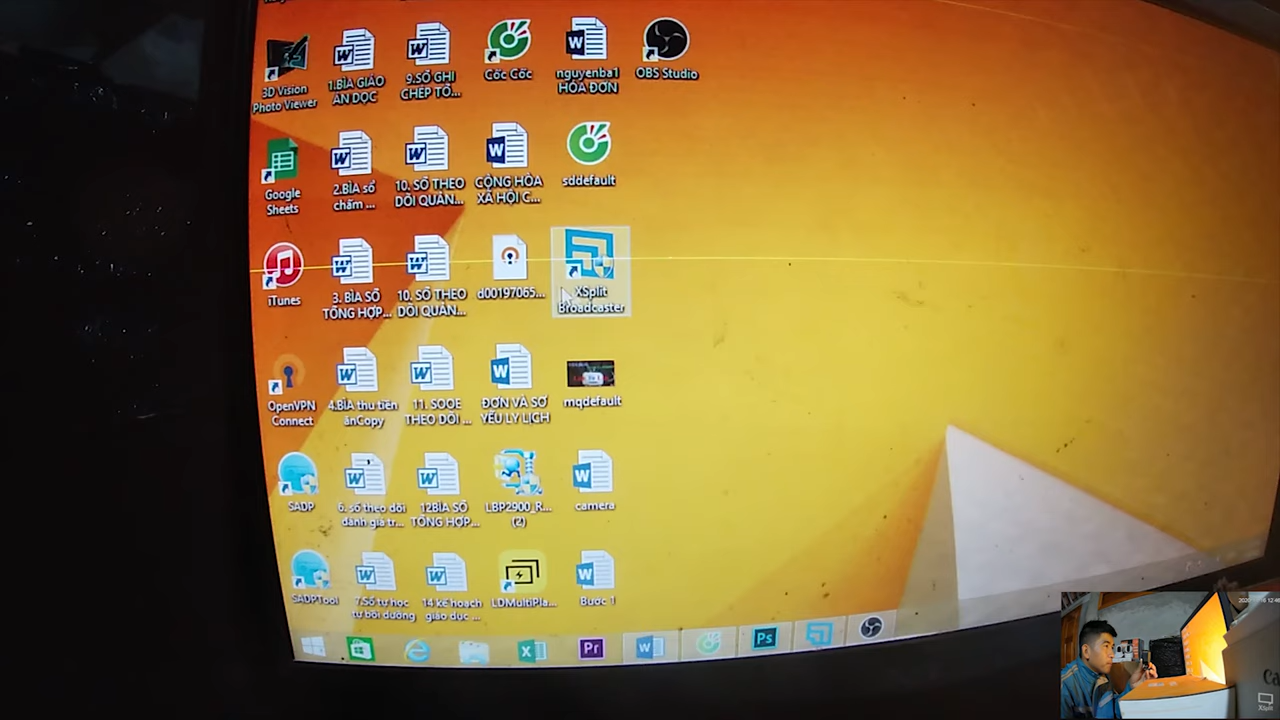 3D Vision
Photo Viewer
1.BÌA GIÁO
ÁN DỌC
9.SỔ GHI
CHÉP TỔ...
Cốc Cốc
nguyenba1
HÓA ĐƠN
OBS Studio
Google
Sheets
2.BÌA sổ
chấm ...
10. SỔ THEO
DÕI QUẢN...
CỘNG HÒA
XÃ HỘI C...
sddefault
iTunes
3. BÌA SỔ
TỔNG HỢP...
10. SỔ THEO
DÕI QUẢN...
d00197065...
XSplit
Broadcaster
OpenVPN
Connect
4.BÌA thu tiền
ănCopy
11. SOOE
THEO DÕI ...
ĐƠN VÀ SƠ
YẾU LÝ LỊCH
mqdefault
SADP
6. sổ theo dõi
đánh giá tr...
12BÌA SỔ
TỔNG HỢP...
LBP2900_R...
(2)
camera
SADPTool
7.Sổ tự học
tự bồi dưỡng
14 kế hoạch
giáo dục ...
LDMultiPla...
Bước 1
Pr
Ps
XSplit